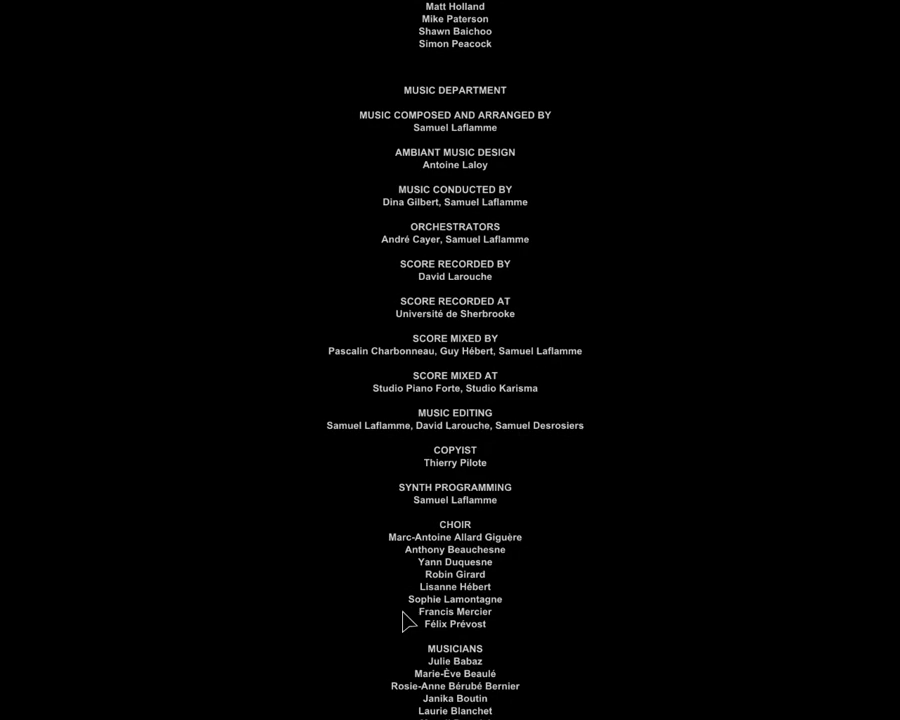 Matt Holland
Mike Paterson
Shawn Baichoo
Simon Peacock
MUSIC DEPARTMENT
MUSIC COMPOSED AND ARRANGED BY
Samuel Laflamme
AMBIANT MUSIC DESIGN
Antoine Laloy
MUSIC CONDUCTED BY
Dina Gilbert, Samuel Laflamme
ORCHESTRATORS
André Cayer, Samuel Laflamme
SCORE RECORDED BY
David Larouche
SCORE RECORDED AT
Université de Sherbrooke
SCORE MIXED BY
Pascalin Charbonneau, Guy Hébert, Samuel Laflamme
SCORE MIXED AT
Studio Piano Forte, Studio Karisma
MUSIC EDITING
Samuel Laflamme, David Larouche, Samuel Desrosiers
COPYIST
Thierry Pilote
SYNTH PROGRAMMING
Samuel Laflamme
CHOIR
Marc-Antoine Allard Giguère
Anthony Beauchesne
Yann Duquesne
Robin Girard
Lisanne Hébert
Sophie Lamontagne
Francis Mercier
Félix Prévost
MUSICIANS
Julie Babaz
Marie-Ève Beaulé
Rosie-Anne Bérubé Bernier
Janika Boutin
Laurie Blanchet